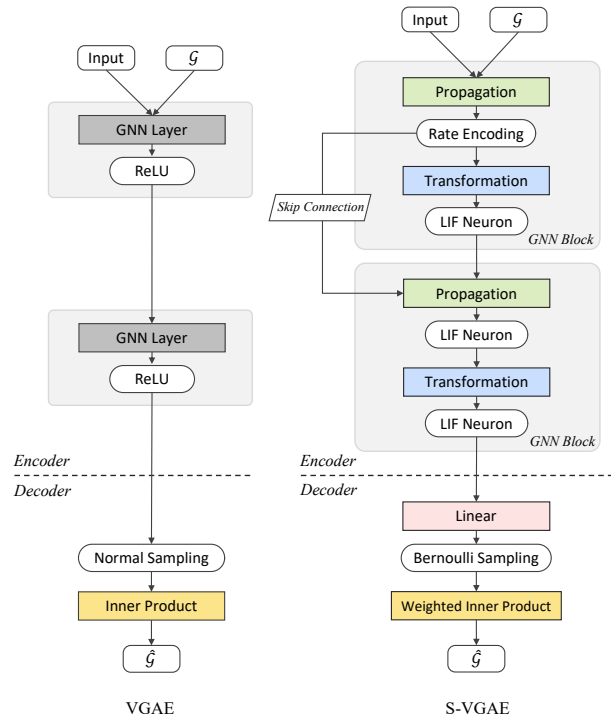 Input
𝒢
GNN Layer
ReLU
GNN Layer
ReLU
Encoder
Decoder
Normal Sampling
Inner Product
𝒢̂
VGAE
Input
𝒢
Propagation
Rate Encoding
Transformation
Skip Connection
LIF Neuron
GNN Block
Propagation
LIF Neuron
Transformation
LIF Neuron
GNN Block
Encoder
Decoder
Linear
Bernoulli Sampling
Weighted Inner Product
𝒢̂
S-VGAE